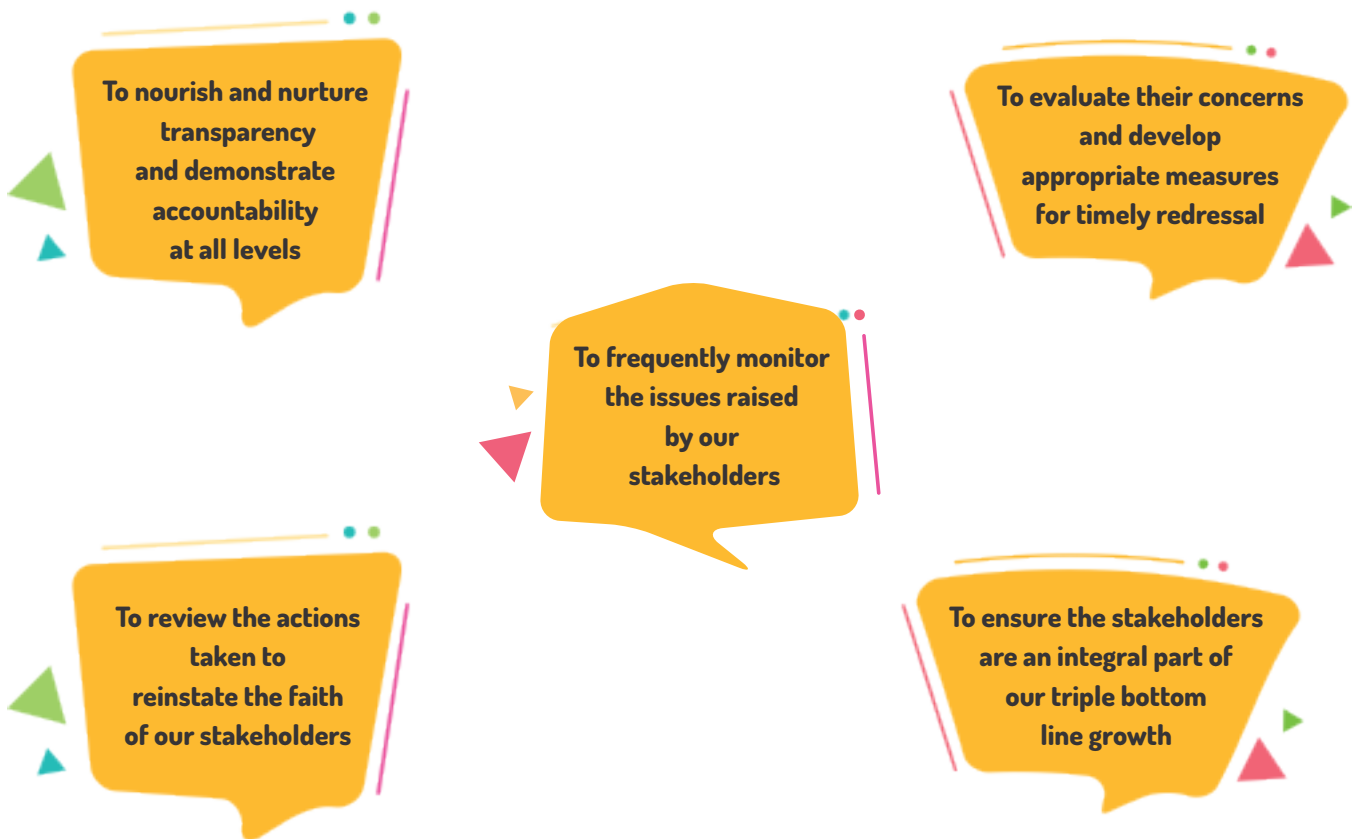 To nourish and nurture
transparency
and demonstrate
accountability
at all levels
To evaluate their concerns
and develop
appropriate measures
for timely redressal
To frequently monitor
the issues raised
by our
stakeholders
To review the actions
taken to
reinstate the faith
of our stakeholders
To ensure the stakeholders
are an integral part of
our triple bottom
line growth